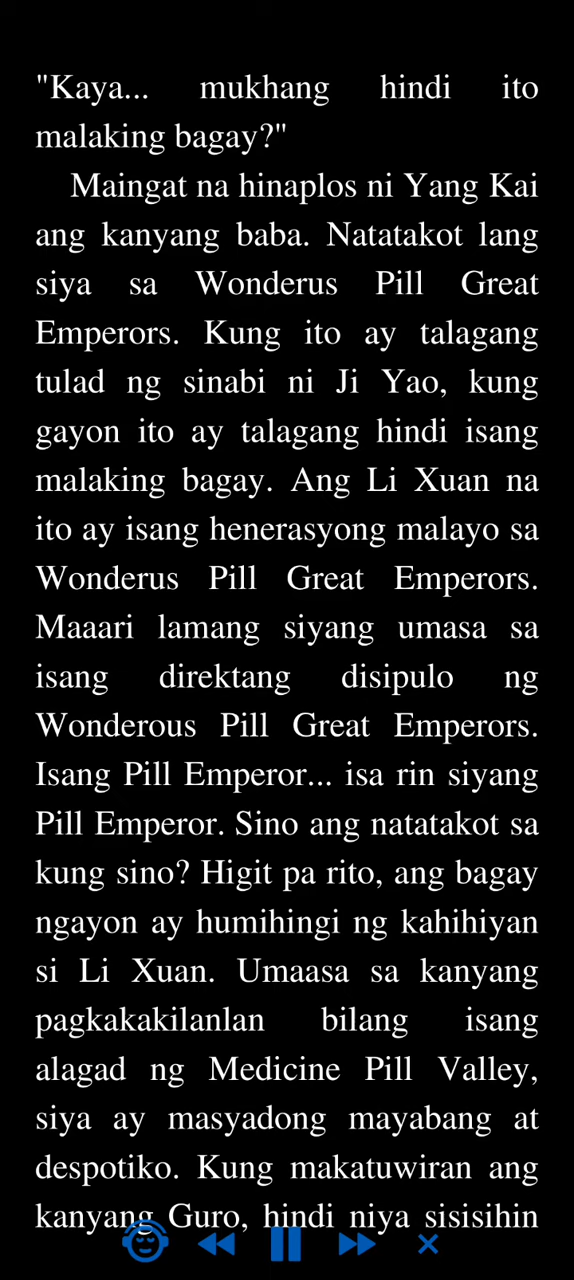 "Kaya... mukhang hindi ito
malaking bagay?"
Maingat na hinaplos ni Yang Kai
ang kanyang baba. Natatakot lang
siya sa Wonderus Pill Great
Emperors. Kung ito ay talagang
tulad ng sinabi ni Ji Yao, kung
gayon ito ay talagang hindi isang
malaking bagay. Ang Li Xuan na
ito ay isang henerasyong malayo sa
Wonderus Pill Great Emperors.
Maaari lamang siyang umasa sa
isang direktang disipulo ng
Wonderous Pill Great Emperors.
Isang Pill Emperor... isa rin siyang
Pill Emperor. Sino ang natatakot sa
kung sino? Higit pa rito, ang bagay
ngayon ay humihingi ng kahihiyan
si Li Xuan. Umaasa sa kanyang
pagkakakilanlan bilang isang
alagad ng Medicine Pill Valley,
siya ay masyadong mayabang at
despotiko. Kung makatuwiran ang
kanyang Guro, hindi niya sisisihin